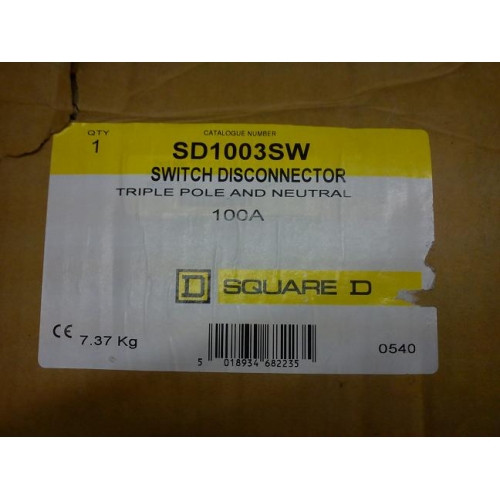 QTY
1
CATALOGUE NUMBER
SD1003SW
SWITCH DISCONNECTOR
TRIPLE POLE AND NEUTRAL
100A
D SQUARE D
CE 7.37 Kg
5 018934 682235
0540